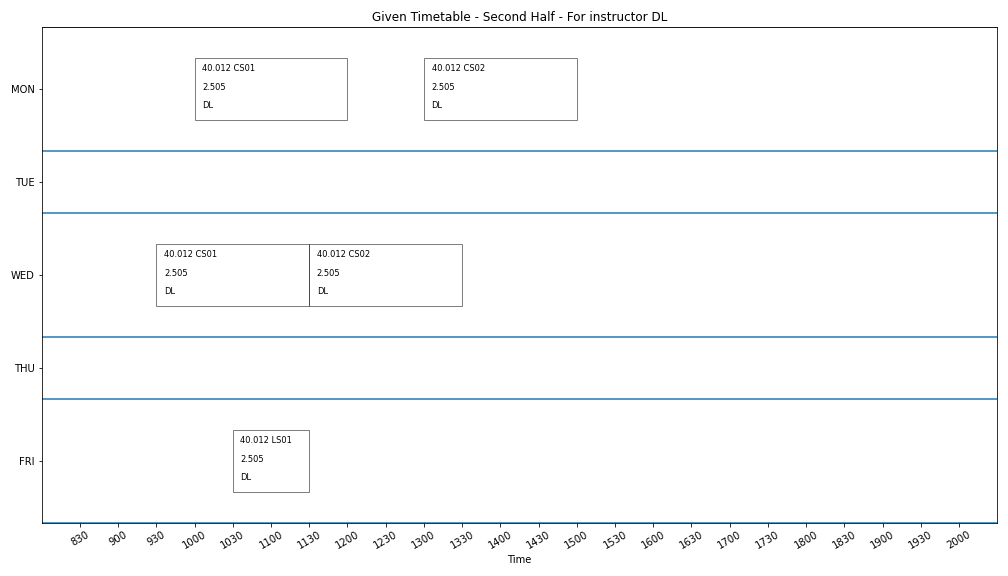 Given Timetable - Second Half - For instructor DL
MON
40.012 CS01
2.505
DL
40.012 CS02
2.505
DL
TUE
WED
40.012 CS01
2.505
DL
40.012 CS02
2.505
DL
THU
FRI
40.012 LS01
2.505
DL
830 900 930 1000 1030 1100 1130 1200 1230 1300 1330 1400 1430 1500 1600 1630 1700 1730 1800 1830 1900 1930 2000
Time